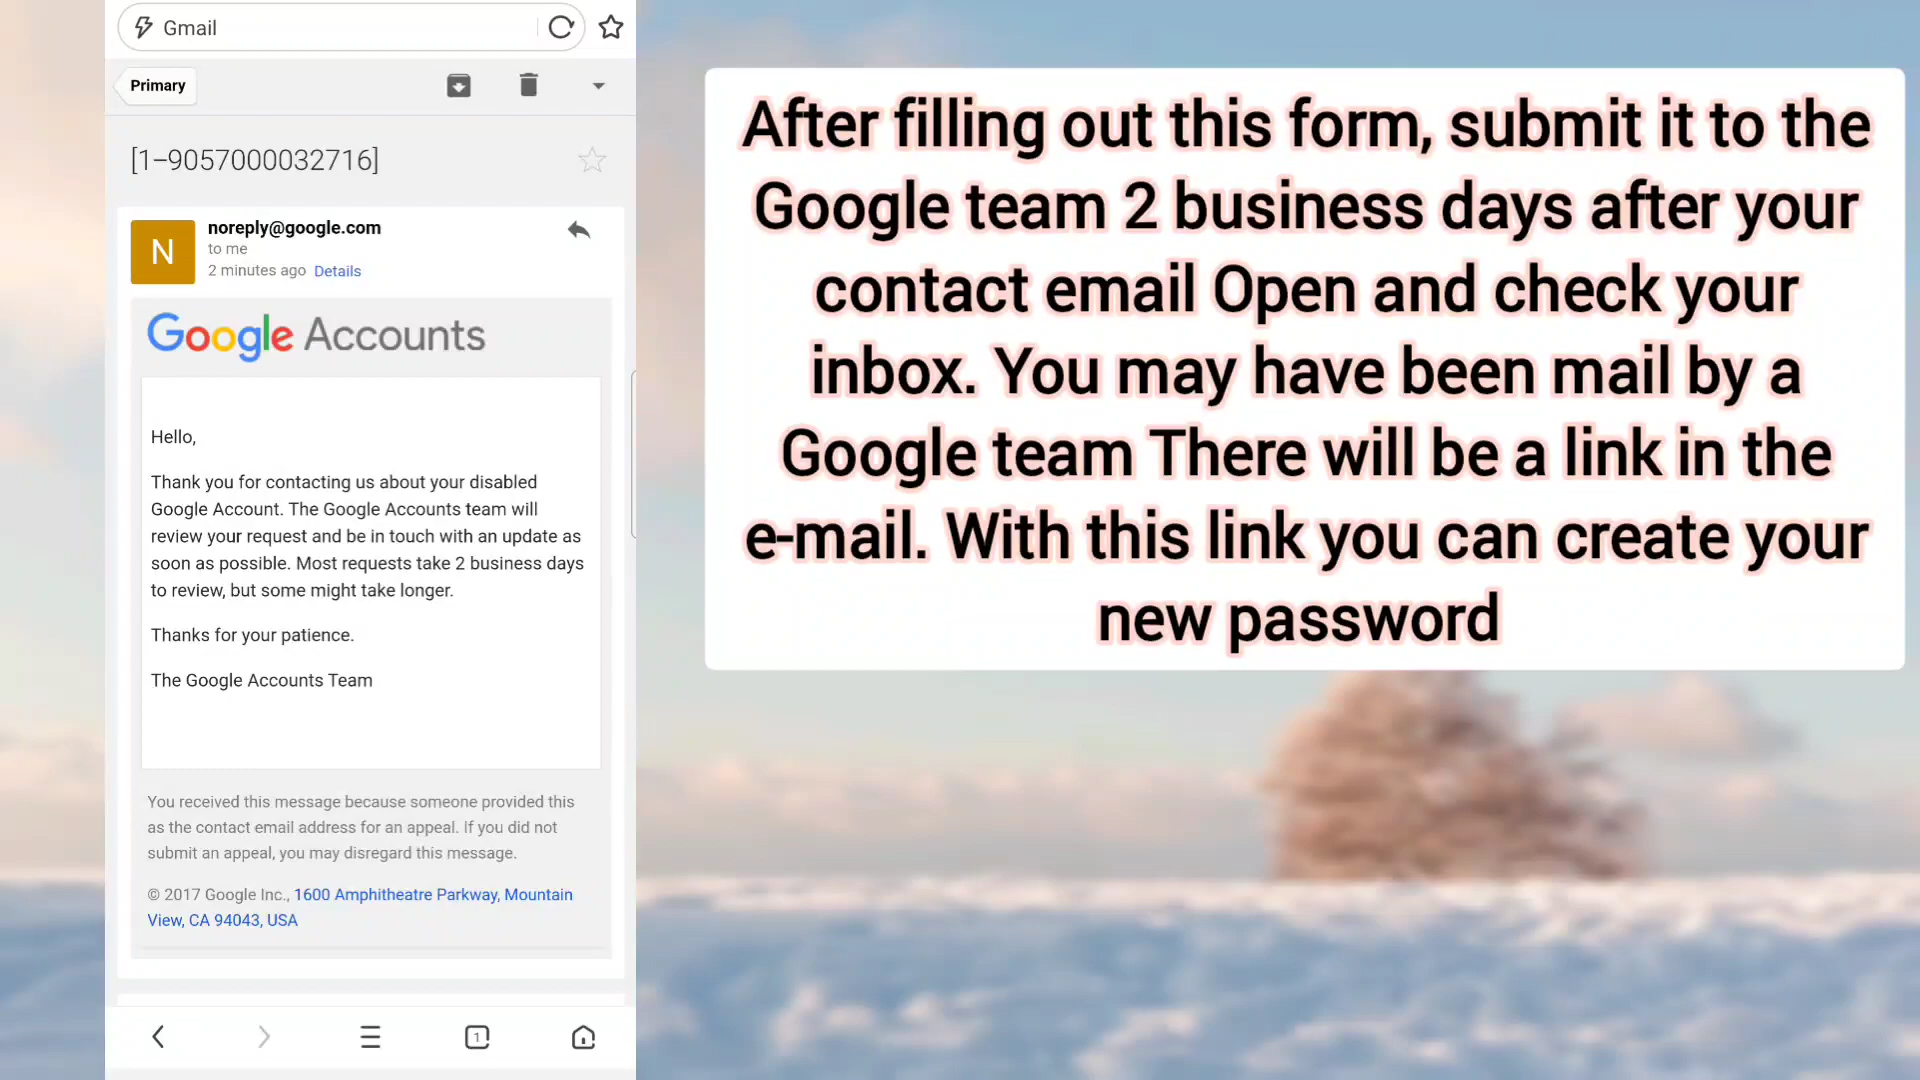 Gmail
Primary
[1–9057000032716]
N
noreply@google.com
to me
2 minutes ago Details
Google Accounts
Hello,
Thank you for contacting us about your disabled
Google Account. The Google Accounts team will
review your request and be in touch with an update as
soon as possible. Most requests take 2 business days
to review, but some might take longer.
Thanks for your patience.
The Google Accounts Team
You received this message because someone provided this
as the contact email address for an appeal. If you did not
submit an appeal, you may disregard this message.
© 2017 Google Inc., 1600 Amphitheatre Parkway, Mountain
View, CA 94043, USA
1
After filling out this form, submit it to the
Google team 2 business days after your
contact email Open and check your
inbox. You may have been mail by a
Google team There will be a link in the
e-mail. With this link you can create your
new password